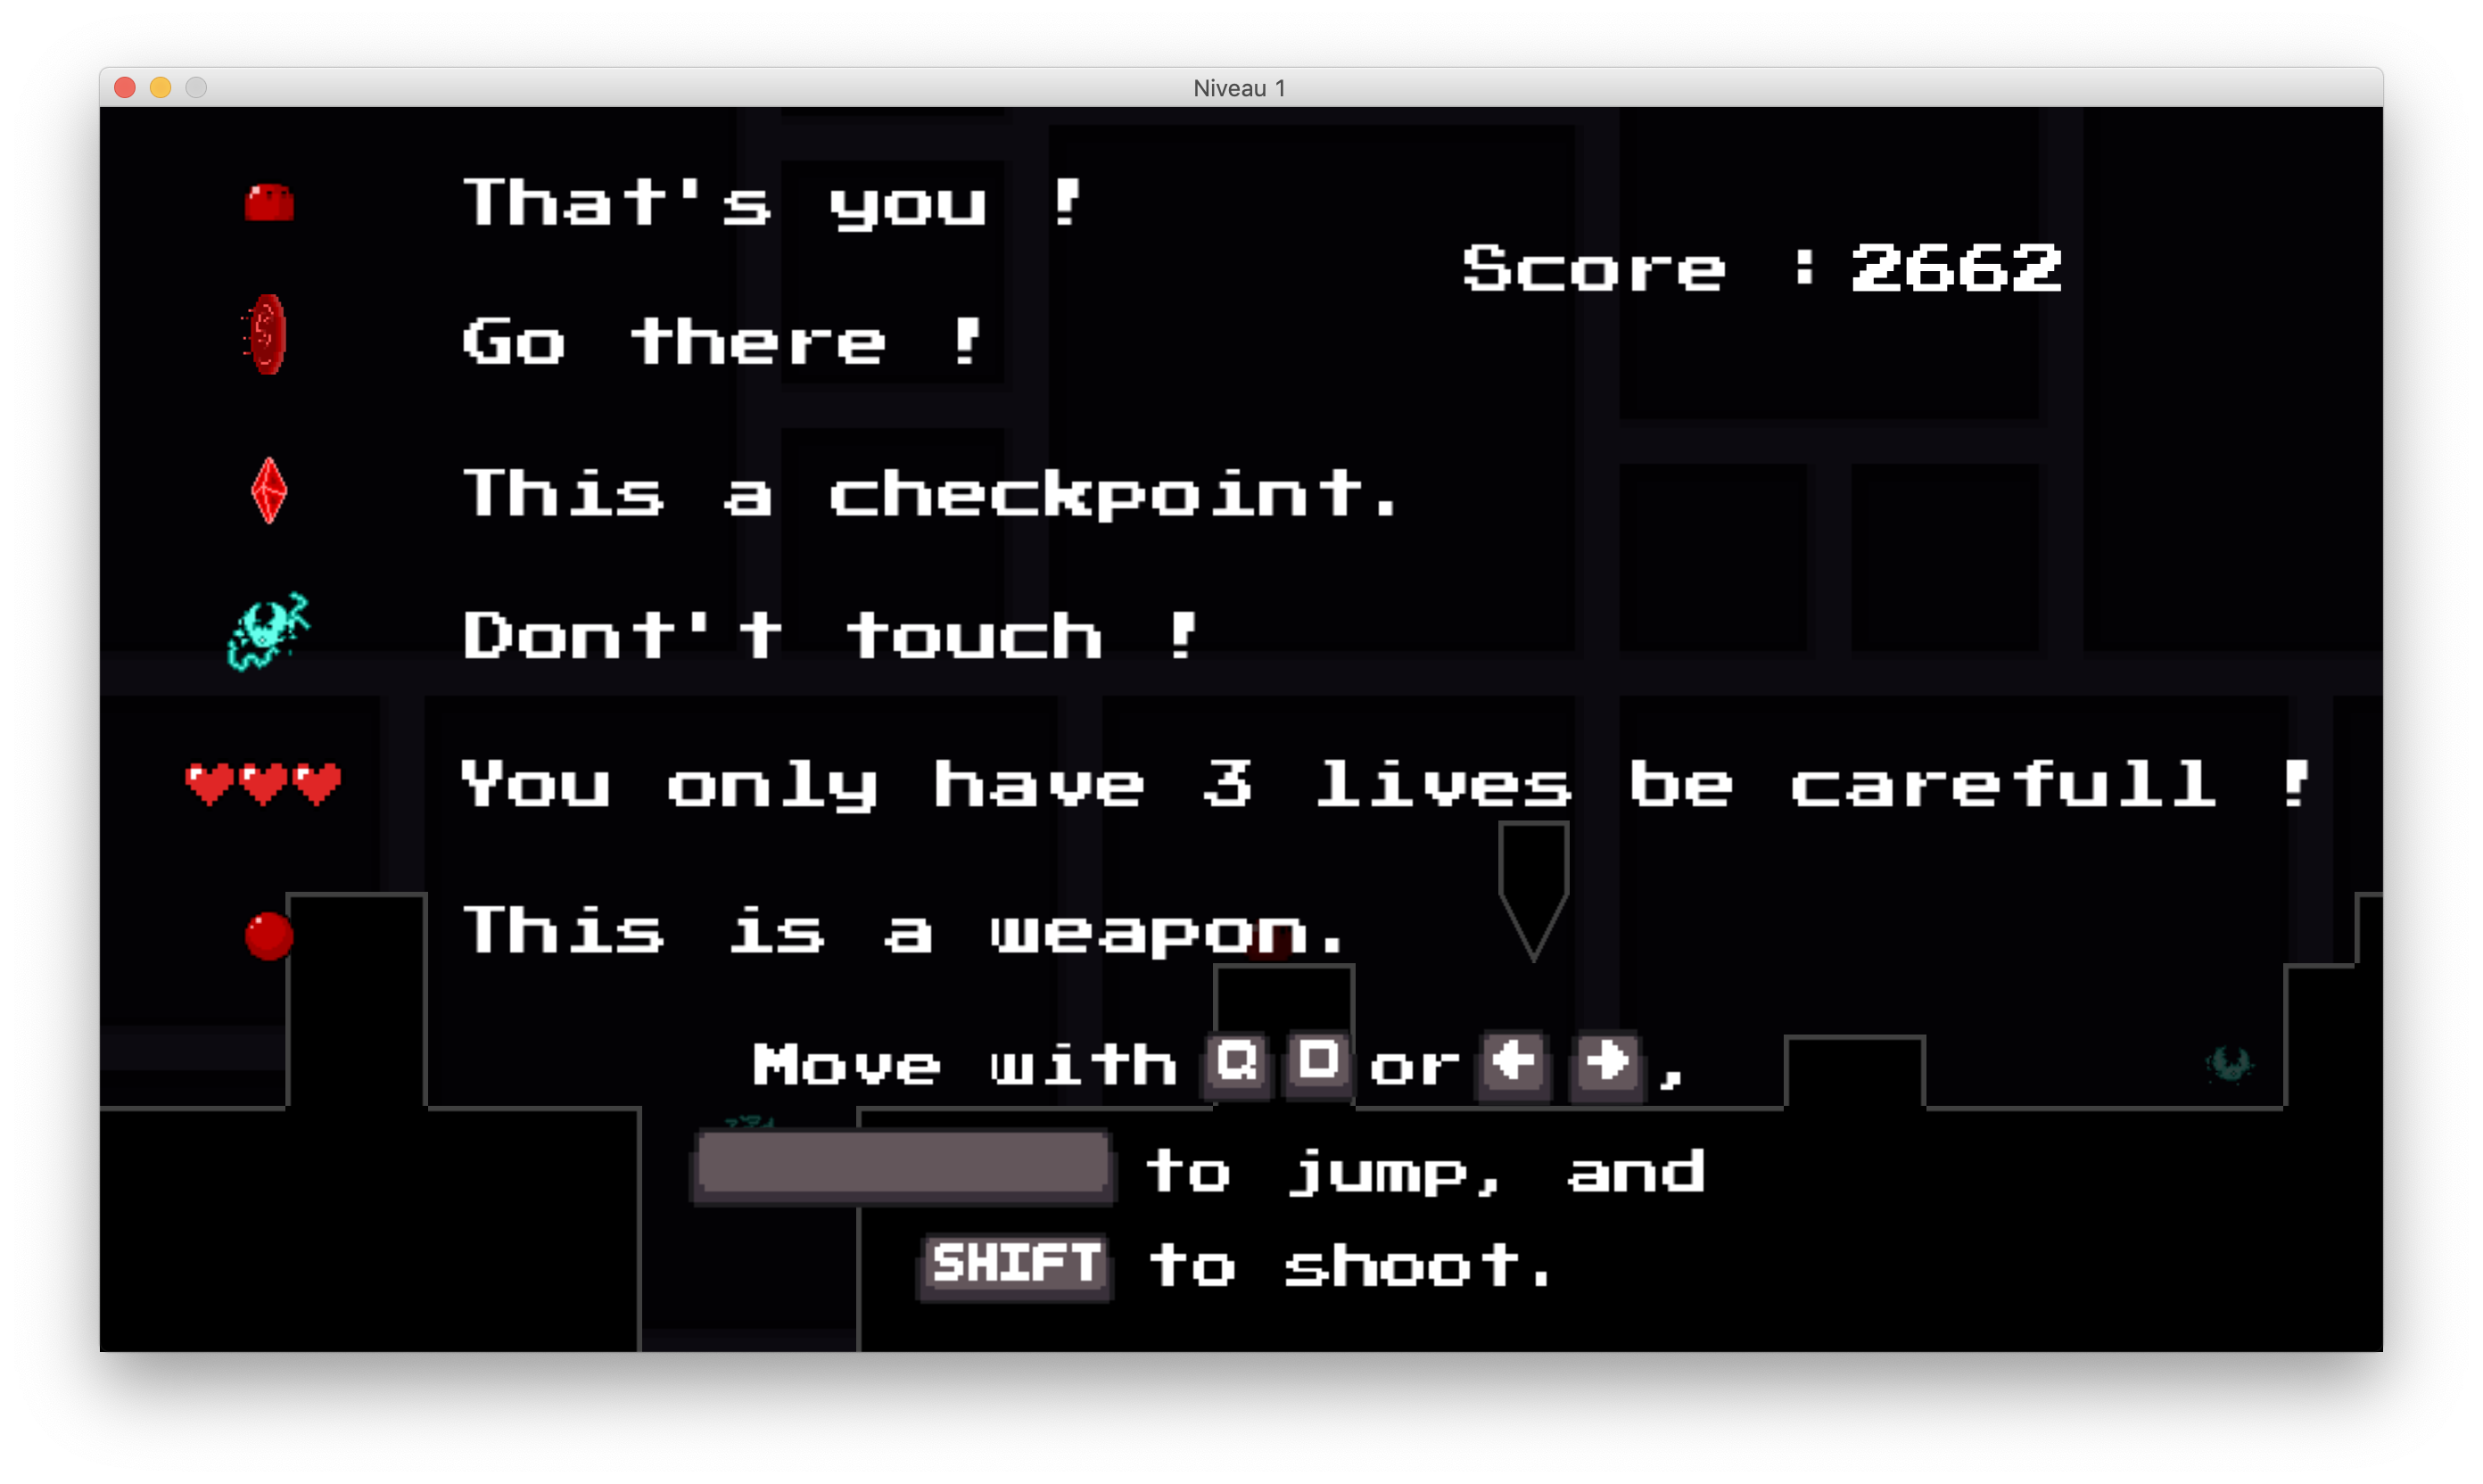 Niveau 1
That's you !
Score : 2662
Go there !
This a checkpoint.
Dont't touch !
You only have 3 lives be carefull !
This is a weapon.
Move with Q D or ← →,
to jump, and
SHIFT to shoot.